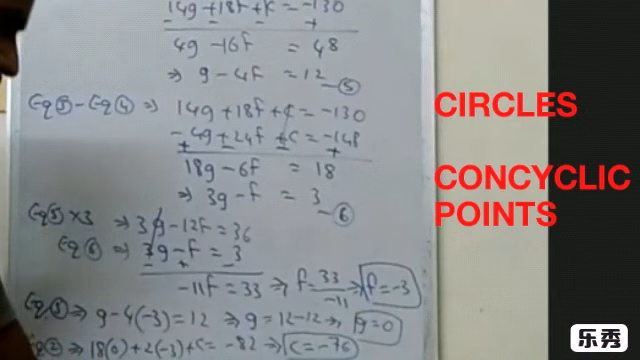 14g+18f+c = -130
- - - +
4g-16f = 48
⇒ g-4f = 12 —⑤
Eq③-Eq④ ⇒ 14g+18f+c = -130
-4g+24f+c = -148
+ - - +
18g-6f = 18
⇒ 3g-f = 3 —⑥
Eq⑤×3 ⇒ 3g-12f = 36
Eq⑥ ⇒ 3g-f = 3
- + -
-11f = 33 ⇒ f = 33/-11 ⇒ f = -3
Eq⑤ ⇒ g-4(-3) = 12 ⇒ g = 12-12 ⇒ g = 0
Eq② ⇒ 18(0)+2(-3)+c = -82 ⇒ c = -76
CIRCLES
CONCYCLIC
POINTS
乐秀